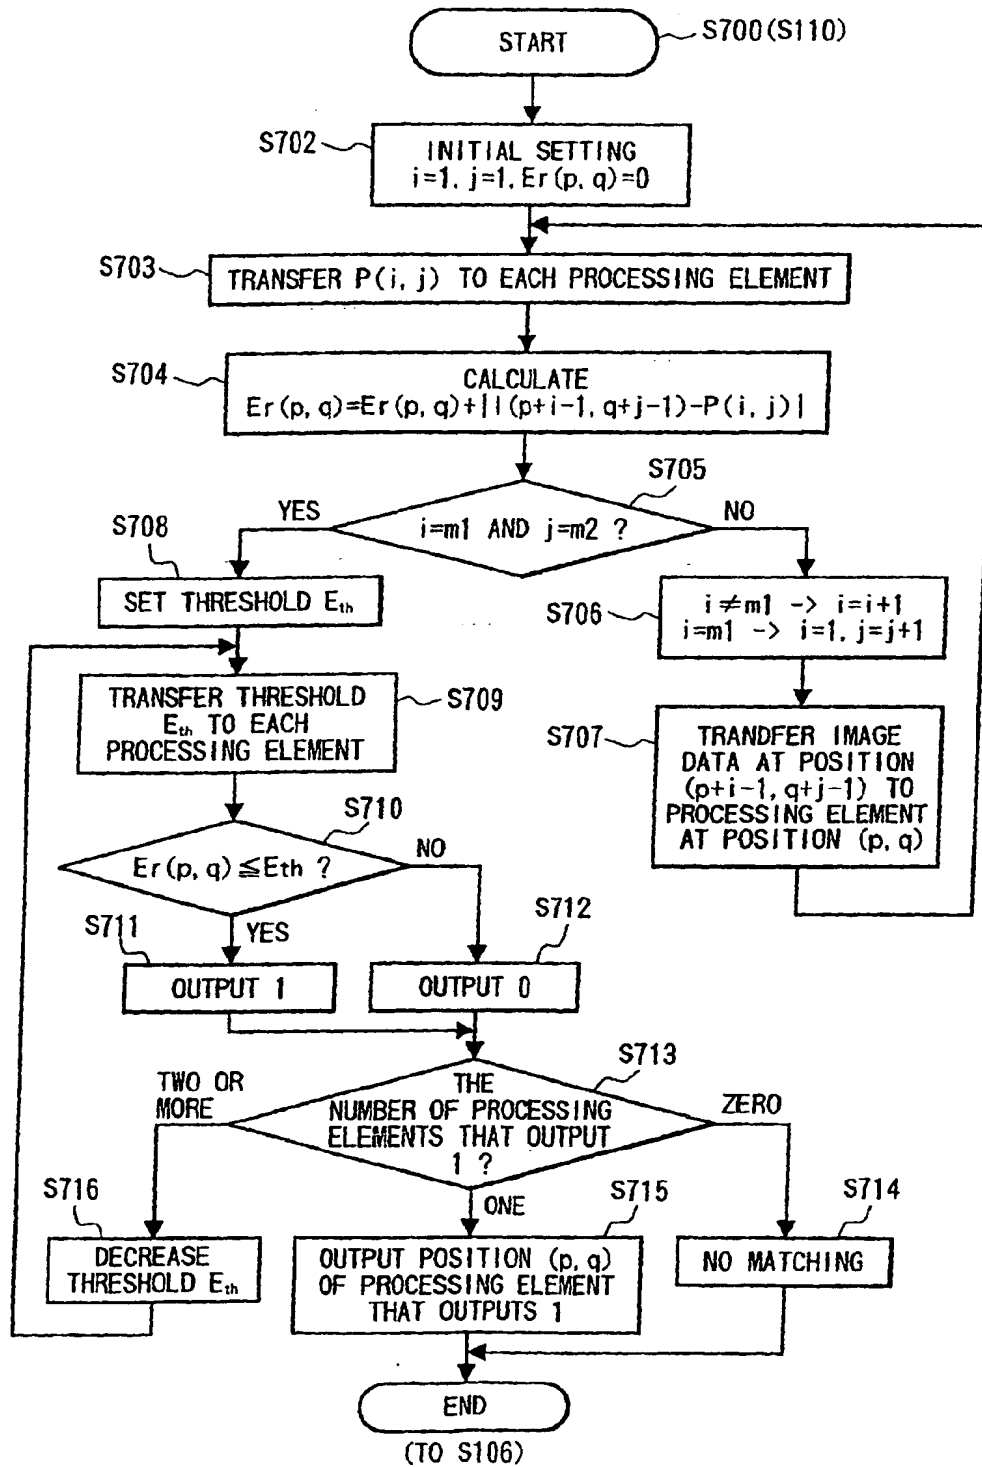 START
S700(S110)
S702
INITIAL SETTING
i=1, j=1, Er(p, q)=0
S703
TRANSFER P(i, j) TO EACH PROCESSING ELEMENT
S704
CALCULATE
Er(p, q)=Er(p, q)+|I(p+i-1, q+j-1)-P(i, j)|
S705
i=m1 AND j=m2 ?
YES
NO
S708
SET THRESHOLD Eth
S706
i≠m1 -> i=i+1
i=m1 -> i=1, j=j+1
S709
TRANSFER THRESHOLD
Eth TO EACH
PROCESSING ELEMENT
S707
TRANDFER IMAGE
DATA AT POSITION
(p+i-1, q+j-1) TO
PROCESSING ELEMENT
AT POSITION (p, q)
S710
Er(p, q)≦Eth ?
NO
YES
S711
OUTPUT 1
S712
OUTPUT 0
S713
THE
NUMBER OF PROCESSING
ELEMENTS THAT OUTPUT
1 ?
TWO OR
MORE
ZERO
ONE
S716
DECREASE
THRESHOLD Eth
S715
OUTPUT POSITION (p, q)
OF PROCESSING ELEMENT
THAT OUTPUTS 1
S714
NO MATCHING
END
(TO S106)